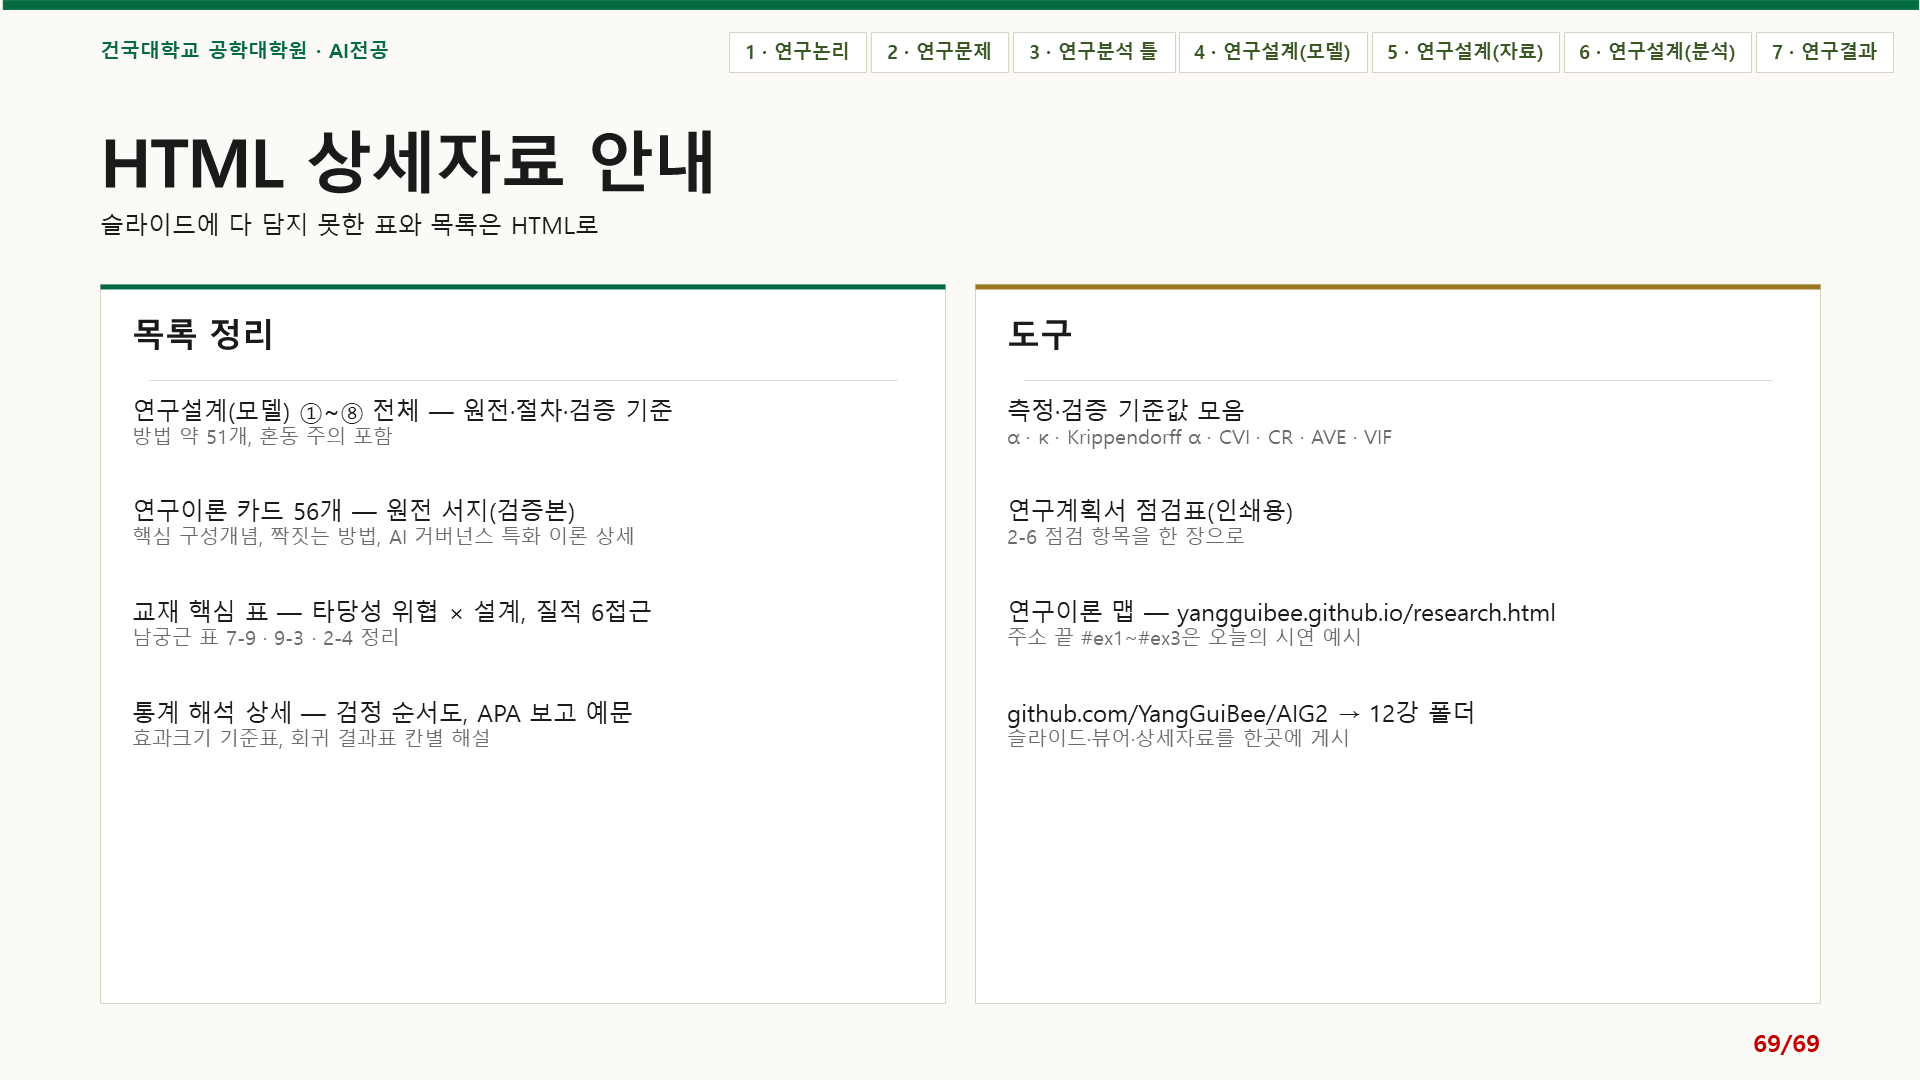 건국대학교 공학대학원 · AI전공
1 · 연구논리
2 · 연구문제
3 · 연구분석 틀
4 · 연구설계(모델)
5 · 연구설계(자료)
6 · 연구설계(분석)
7 · 연구결과
HTML 상세자료 안내
슬라이드에 다 담지 못한 표와 목록은 HTML로
목록 정리
연구설계(모델) ①~⑧ 전체 — 원전·절차·검증 기준
방법 약 51개, 혼동 주의 포함
연구이론 카드 56개 — 원전 서지(검증본)
핵심 구성개념, 짝짓는 방법, AI 거버넌스 특화 이론 상세
교재 핵심 표 — 타당성 위협 × 설계, 질적 6접근
남궁근 표 7-9 · 9-3 · 2-4 정리
통계 해석 상세 — 검정 순서도, APA 보고 예문
효과크기 기준표, 회귀 결과표 칸별 해설
도구
측정·검증 기준값 모음
α · κ · Krippendorff α · CVI · CR · AVE · VIF
연구계획서 점검표(인쇄용)
2-6 점검 항목을 한 장으로
연구이론 맵 — yangguibee.github.io/research.html
주소 끝 #ex1~#ex3은 오늘의 시연 예시
github.com/YangGuiBee/AIG2 → 12강 폴더
슬라이드·뷰어·상세자료를 한곳에 게시
69/69